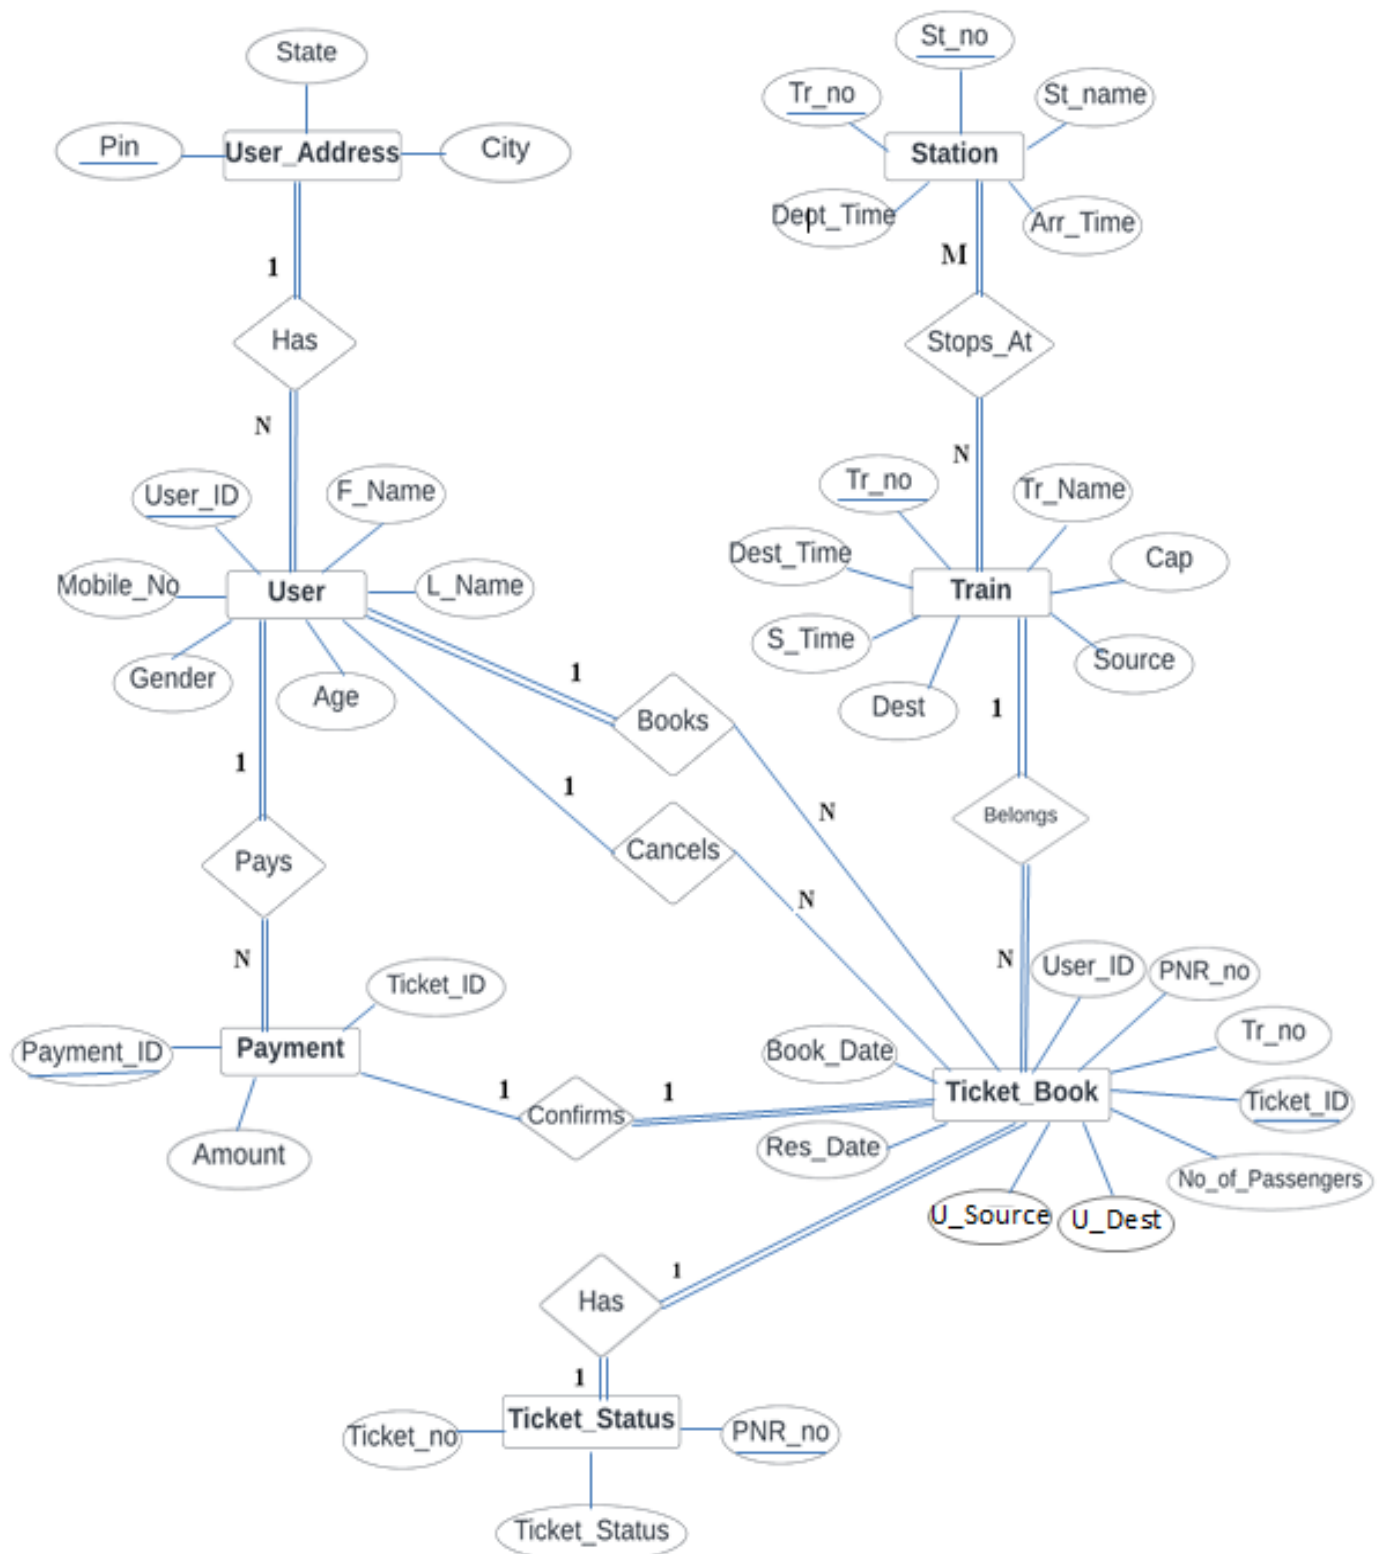 State
St_no
Tr_no
St_name
Pin
User_Address
City
Station
Dept_Time
Arr_Time
1
M
Has
Stops_At
N
N
User_ID
F_Name
Tr_no
Tr_Name
Dest_Time
Cap
Mobile_No
User
L_Name
Train
S_Time
Source
Gender
Age
Dest
1
Books
1
1
1
N
Belongs
Pays
Cancels
N
N
N
User_ID
PNR_no
Ticket_ID
Payment_ID
Payment
Book_Date
Tr_no
1
1
Confirms
Ticket_Book
Ticket_ID
Amount
Res_Date
No_of_Passengers
U_Source
U_Dest
1
Has
1
Ticket_no
Ticket_Status
PNR_no
Ticket_Status